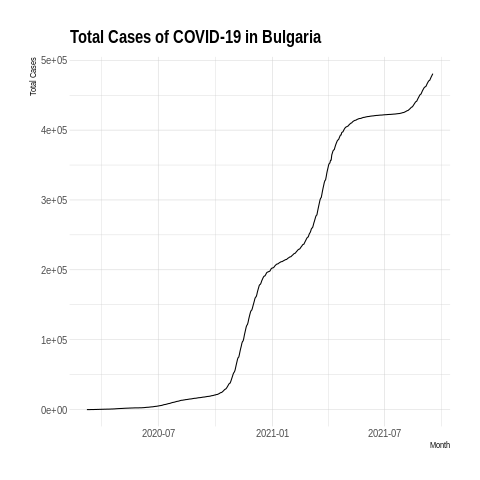 Total Cases of COVID-19 in Bulgaria
Total Cases
5e+05
4e+05
3e+05
2e+05
1e+05
0e+00
2020-07
2021-01
2021-07
Month